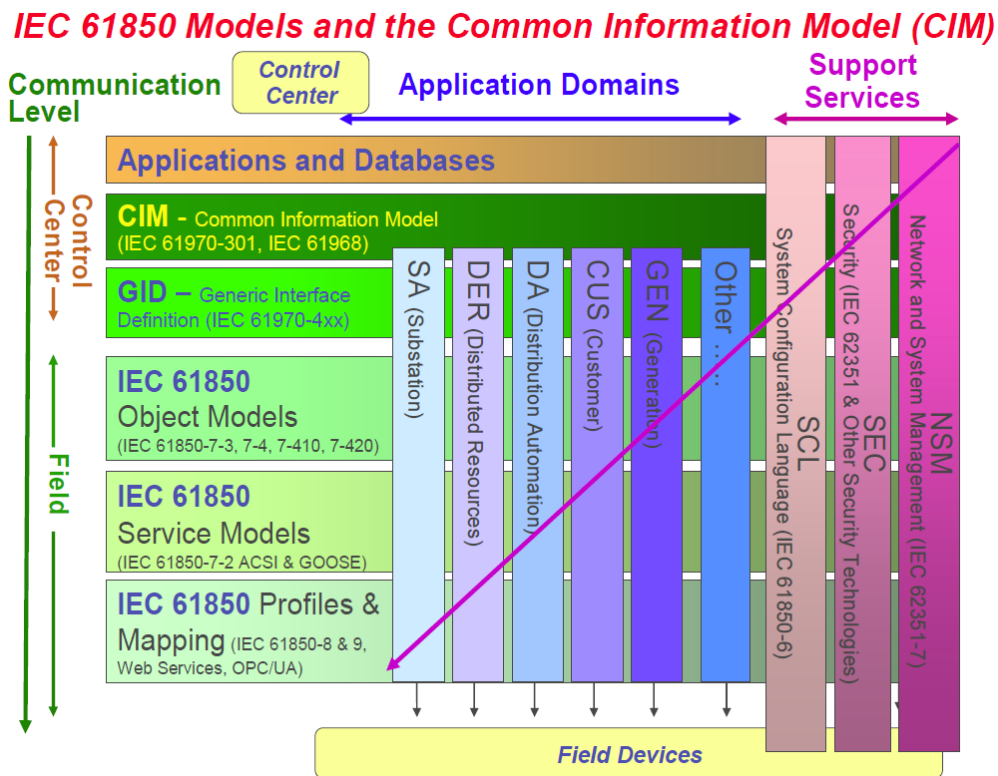 IEC 61850 Models and the Common Information Model (CIM)
Communication
Level
Control
Center
Application Domains
Support
Services
Applications and Databases
CIM - Common Information Model
(IEC 61970-301, IEC 61968)
GID – Generic Interface
Definition (IEC 61970-4xx)
IEC 61850
Object Models
(IEC 61850-7-3, 7-4, 7-410, 7-420)
IEC 61850
Service Models
(IEC 61850-7-2 ACSI & GOOSE)
IEC 61850 Profiles &
Mapping (IEC 61850-8 & 9,
Web Services, OPC/UA)
Control
Center
Field
SA (Substation)
DER (Distributed Resources)
DA (Distribution Automation)
CUS (Customer)
GEN (Generation)
Other ......
SCL
System Configuration Language (IEC 61850-6)
SEC
Security (IEC 62351 & Other Security Technologies)
NSM
Network and System Management (IEC 62351-7)
Field Devices